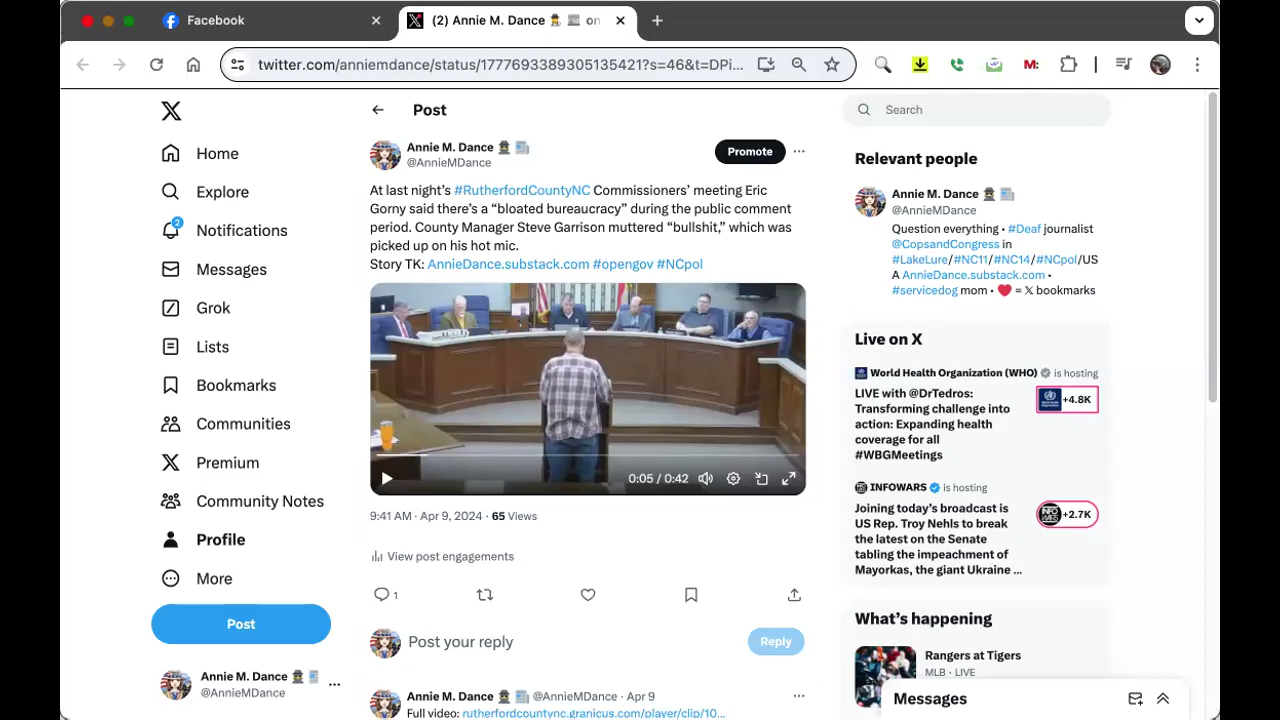 Facebook
(2) Annie M. Dance on
twitter.com/anniemdance/status/1777693389305135421?s=46&t=DPi...
M:
Home
Explore
2
Notifications
Messages
Grok
Lists
Bookmarks
Communities
Premium
Community Notes
Profile
More
Post
Annie M. Dance
@AnnieMDance
Post
Annie M. Dance
@AnnieMDance
Promote
At last night’s #RutherfordCountyNC Commissioners’ meeting Eric
Gorny said there’s a “bloated bureaucracy” during the public comment
period. County Manager Steve Garrison muttered “bullshit,” which was
picked up on his hot mic.
Story TK: AnnieDance.substack.com #opengov #NCpol
0:05 / 0:42
9:41 AM · Apr 9, 2024 · 65 Views
View post engagements
1
Post your reply
Reply
Annie M. Dance @AnnieMDance · Apr 9
Full video: rutherfordcountync.granicus.com/player/clip/10...
Search
Relevant people
Annie M. Dance
@AnnieMDance
Question everything • #Deaf journalist
@CopsandCongress in
#LakeLure/#NC11/#NC14/#NCpol/US
A AnnieDance.substack.com •
#servicedog mom • ❤️ = 𝕏 bookmarks
Live on X
World Health Organization (WHO) is hosting
LIVE with @DrTedros:
Transforming challenge into
action: Expanding health
coverage for all
#WBGMeetings
+4.8K
INFOWARS is hosting
Joining today’s broadcast is
US Rep. Troy Nehls to break
the latest on the Senate
tabling the impeachment of
Mayorkas, the giant Ukraine ...
+2.7K
What’s happening
Rangers at Tigers
MLB · LIVE
Messages